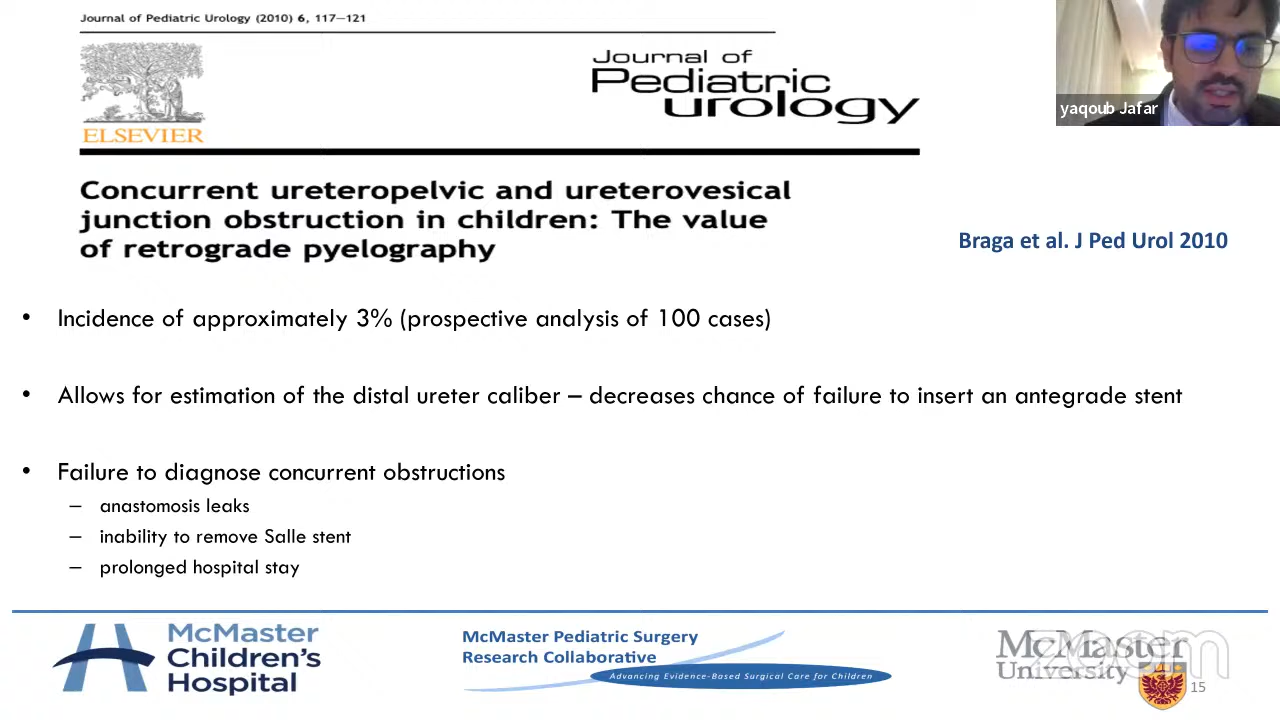 Journal of Pediatric Urology (2010) 6, 117–121
ELSEVIER
Journal of
Pediatric
urology
yaqoub Jafar
Concurrent ureteropelvic and ureterovesical
junction obstruction in children: The value
of retrograde pyelography
Braga et al. J Ped Urol 2010
• Incidence of approximately 3% (prospective analysis of 100 cases)
• Allows for estimation of the distal ureter caliber – decreases chance of failure to insert an antegrade stent
• Failure to diagnose concurrent obstructions
– anastomosis leaks
– inability to remove Salle stent
– prolonged hospital stay
McMaster
Children's
Hospital
McMaster Pediatric Surgery
Research Collaborative
Advancing Evidence-Based Surgical Care for Children
McMaster
University
zoom
15